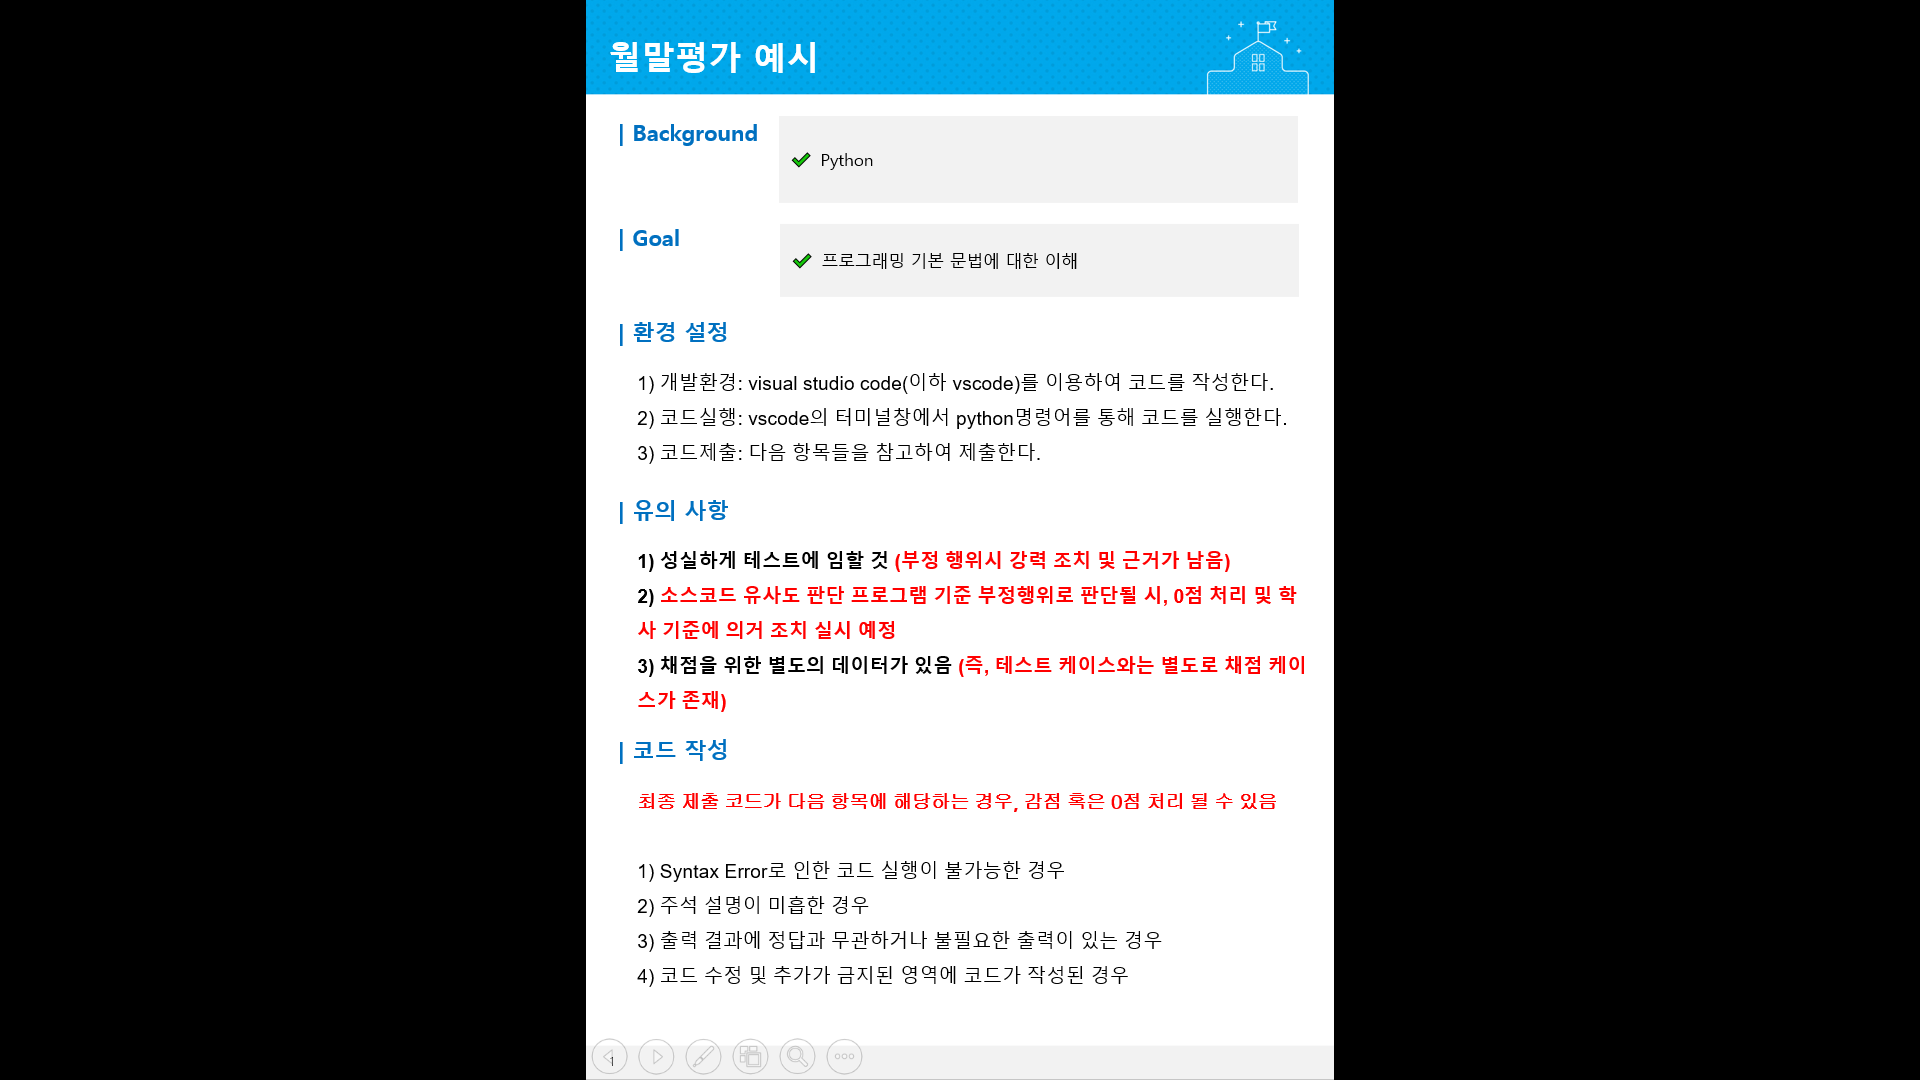 월말평가 예시
| Background
Python
| Goal
프로그래밍 기본 문법에 대한 이해
| 환경 설정
1) 개발환경: visual studio code(이하 vscode)를 이용하여 코드를 작성한다.
2) 코드실행: vscode의 터미널창에서 python명령어를 통해 코드를 실행한다.
3) 코드제출: 다음 항목들을 참고하여 제출한다.
| 유의 사항
1) 성실하게 테스트에 임할 것 (부정 행위시 강력 조치 및 근거가 남음)
2) 소스코드 유사도 판단 프로그램 기준 부정행위로 판단될 시, 0점 처리 및 학
사 기준에 의거 조치 실시 예정
3) 채점을 위한 별도의 데이터가 있음 (즉, 테스트 케이스와는 별도로 채점 케이
스가 존재)
| 코드 작성
최종 제출 코드가 다음 항목에 해당하는 경우, 감점 혹은 0점 처리 될 수 있음
1) Syntax Error로 인한 코드 실행이 불가능한 경우
2) 주석 설명이 미흡한 경우
3) 출력 결과에 정답과 무관하거나 불필요한 출력이 있는 경우
4) 코드 수정 및 추가가 금지된 영역에 코드가 작성된 경우
1